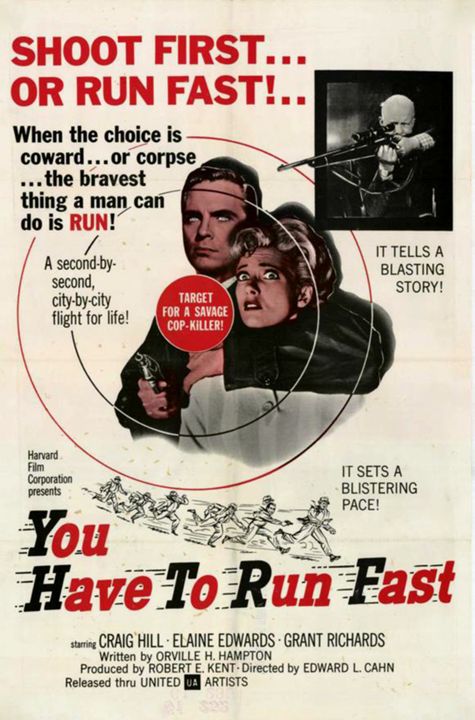 SHOOT FIRST...
OR RUN FAST!..
When the choice is
coward...or corpse
...the bravest
thing a man can
do is RUN!
A second-by-
second,
city-by-city
flight for life!
TARGET
FOR A SAVAGE
COP-KILLER!
IT TELLS A
BLASTING
STORY!
Harvard
Film
Corporation
presents
IT SETS A
BLISTERING
PACE!
You
Have To Run Fast
starring CRAIG HILL · ELAINE EDWARDS · GRANT RICHARDS
Written by ORVILLE H. HAMPTON
Produced by ROBERT E. KENT · Directed by EDWARD L. CAHN
Released thru UNITED UA ARTISTS